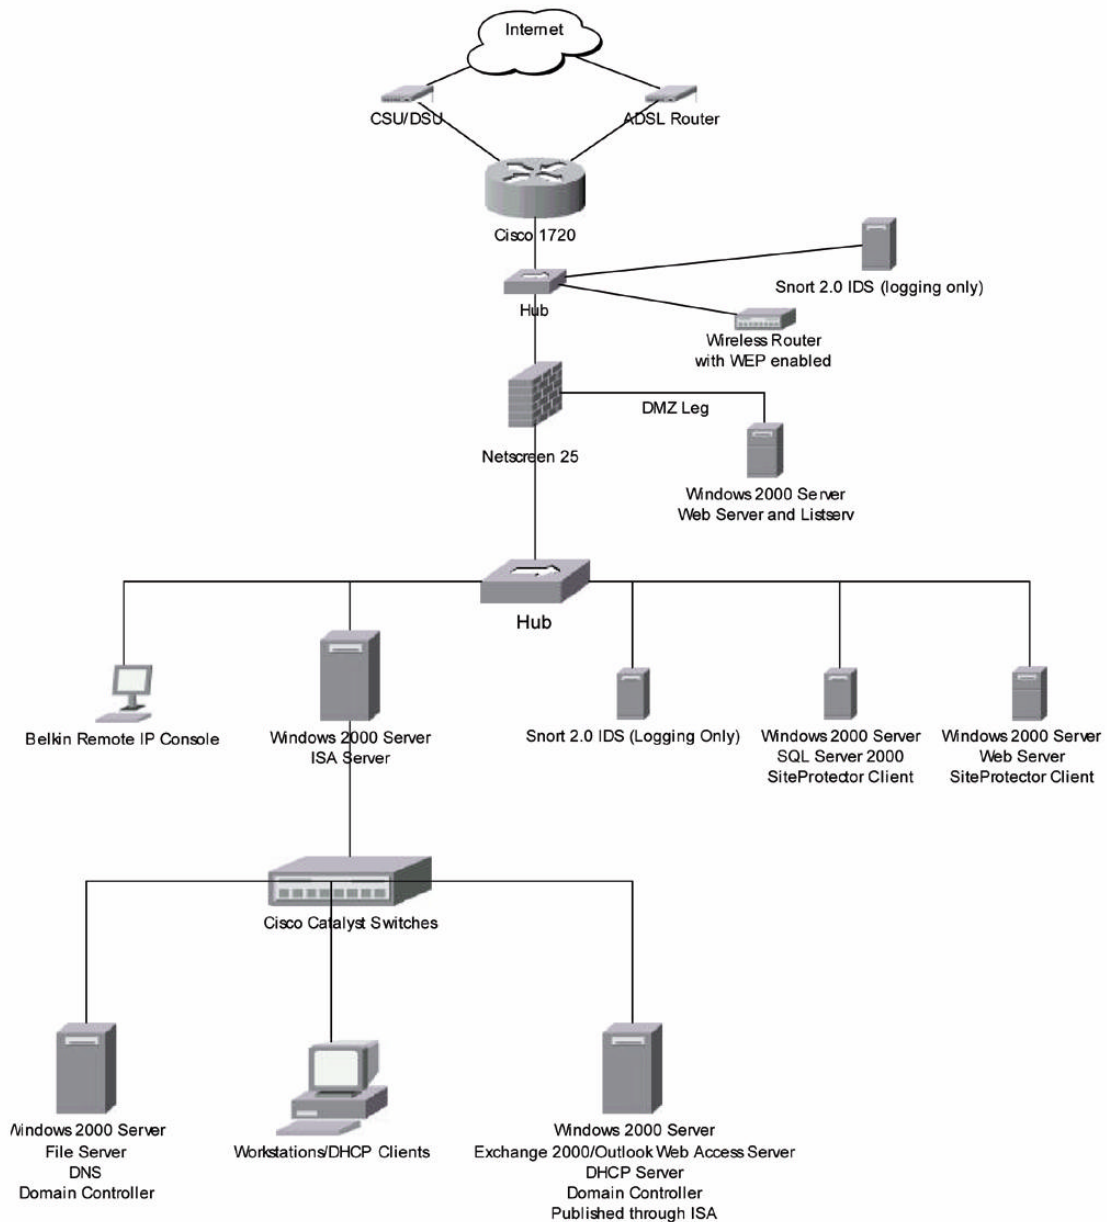 Internet
CSU/DSU
ADSL Router
Cisco 1720
Snort 2.0 IDS (logging only)
Hub
Wireless Router
with WEP enabled
DMZ Leg
Netscreen 25
Windows 2000 Server
Web Server and Listserv
Hub
Belkin Remote IP Console
Windows 2000 Server
ISA Server
Snort 2.0 IDS (Logging Only)
Windows 2000 Server
SQL Server 2000
SiteProtector Client
Windows 2000 Server
Web Server
SiteProtector Client
Cisco Catalyst Switches
Windows 2000 Server
File Server
DNS
Domain Controller
Workstations/DHCP Clients
Windows 2000 Server
Exchange 2000/Outlook Web Access Server
DHCP Server
Domain Controller
Published through ISA